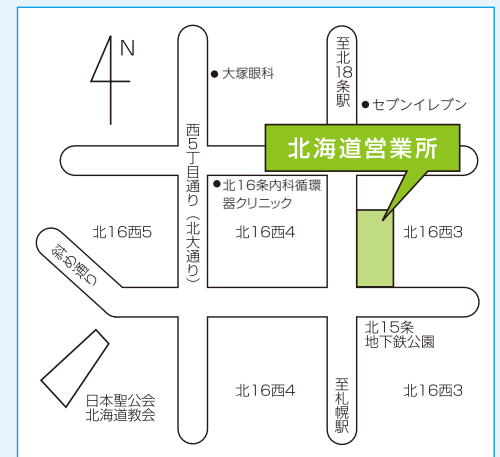 N
大塚眼科
至北18条駅
セブンイレブン
北海道営業所
西5丁目通り（北大通り）
北16条内科循環
器クリニック
北16西5
北16西4
北16西3
斜め通り
北15条
地下鉄公園
日本聖公会
北海道教会
北16西4
至札幌駅
北16西3